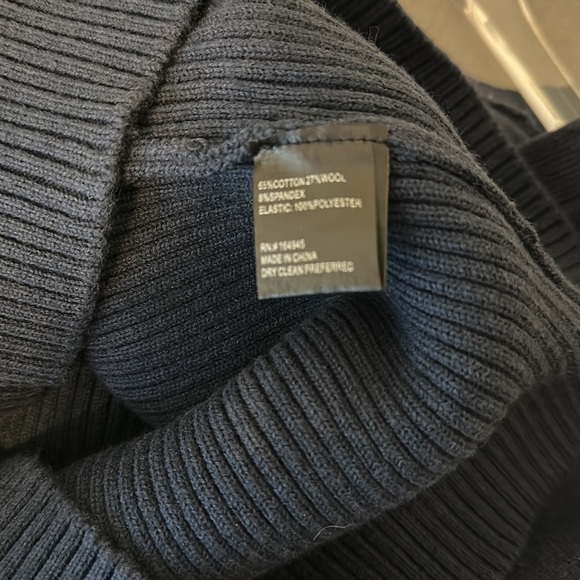 65%COTTON 27%WOOL
8%SPANDEX
ELASTIC: 100%POLYESTER
RN# 164945
MADE IN CHINA
DRY CLEAN PREFERRED